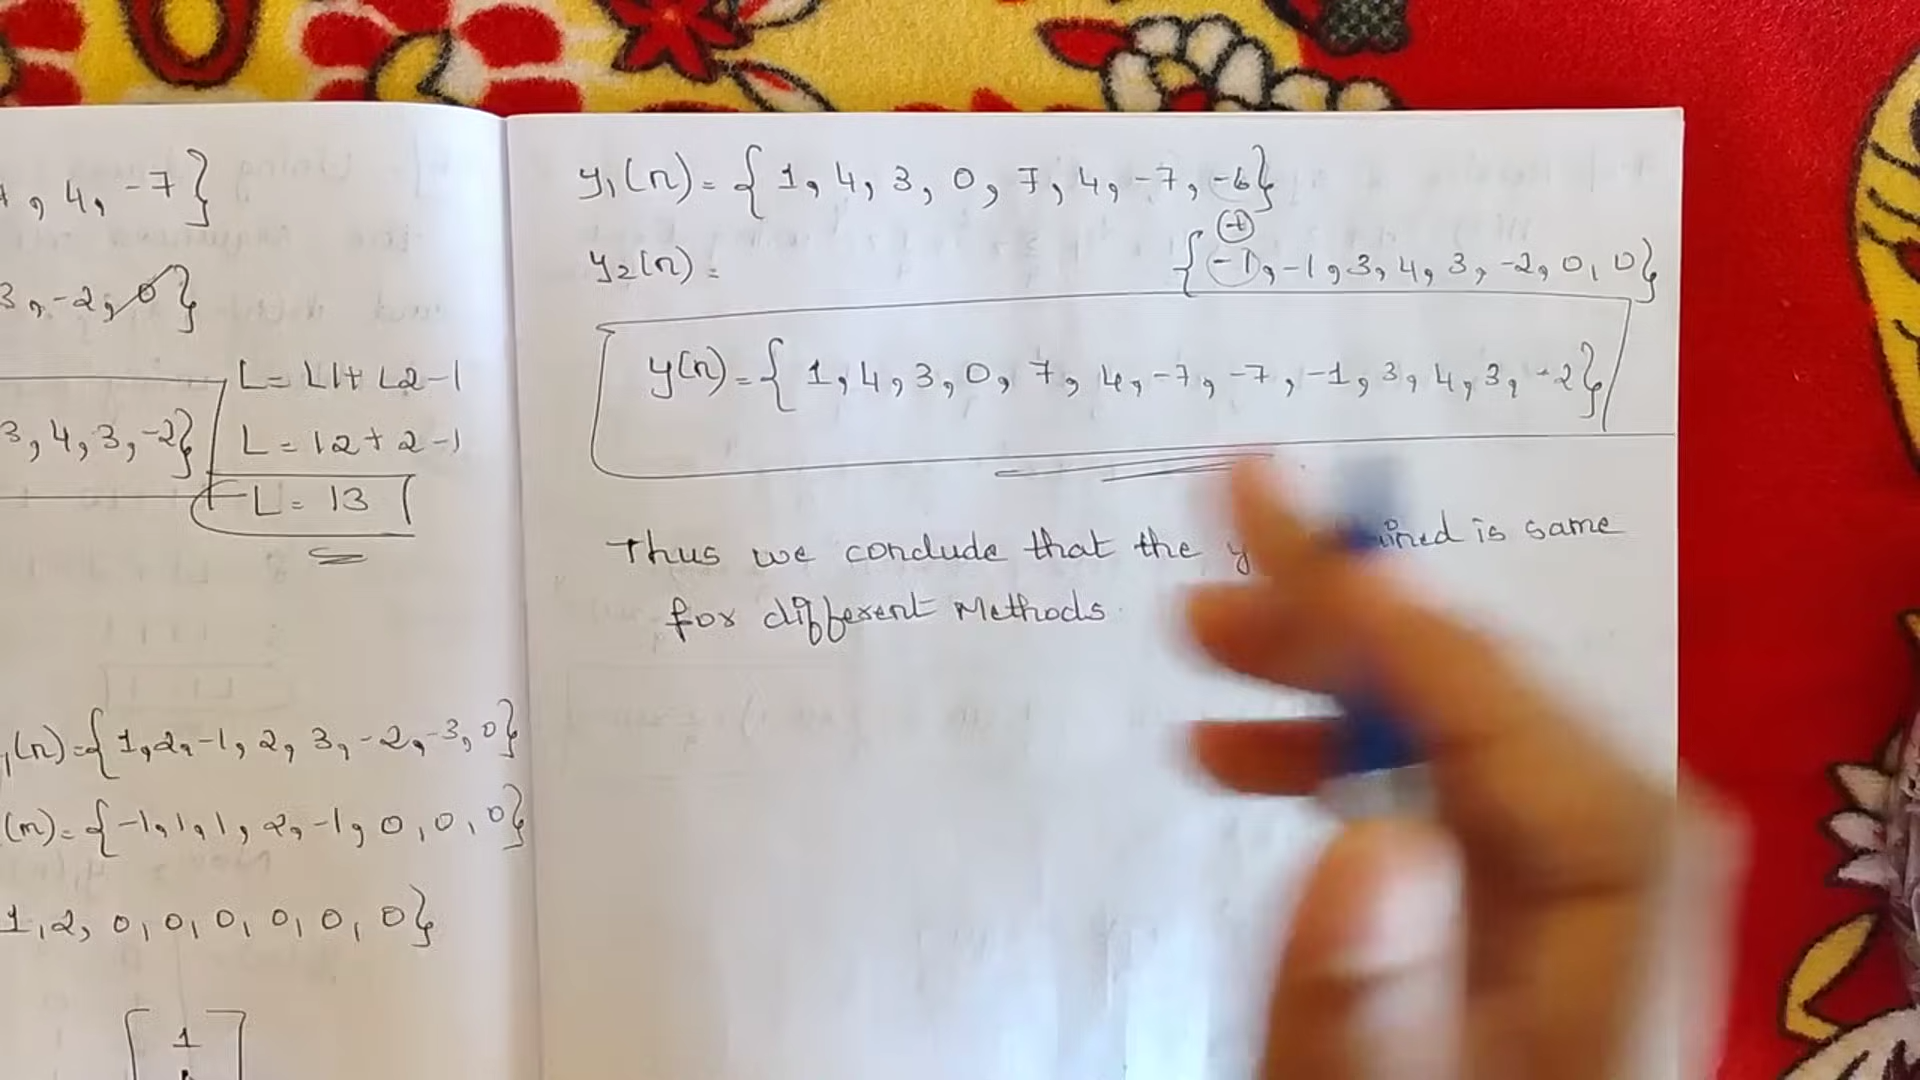 , 4, -7}
3, -2, 0}
L = L1 + L2 - 1
3, 4, 3, -2} L = 12 + 2 - 1
L = 13
(n) = {1, 2, -1, 2, 3, -2, -3, 0}
(n) = {-1, 1, 1, 2, -1, 0, 0, 0}
1, 2, 0, 0, 0, 0, 0, 0}
1
y₁(n) = {1, 4, 3, 0, 7, 4, -7, -6}
+
y₂(n) = {-1, -1, 3, 4, 3, -2, 0, 0}
y(n) = {1, 4, 3, 0, 7, 4, -7, -7, -1, 3, 4, 3, -2}
Thus we conclude that the is same
for different Methods.